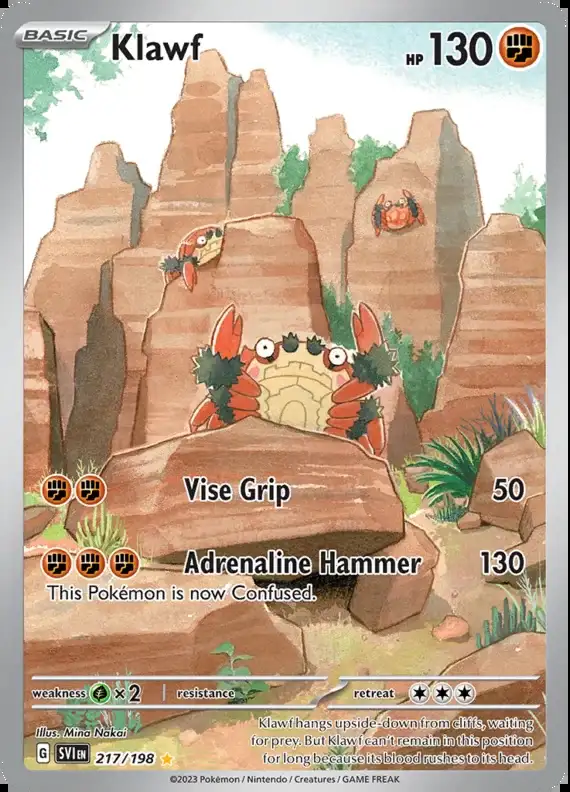 BASIC Klawf HP 130
Vise Grip 50
Adrenaline Hammer 130
This Pokémon is now Confused.
weakness ×2 resistance retreat
Illus. Mina Nakai
G SVI EN 217/198
Klawf hangs upside-down from cliffs, waiting
for prey. But Klawf can't remain in this position
for long because its blood rushes to its head.
©2023 Pokémon / Nintendo / Creatures / GAME FREAK